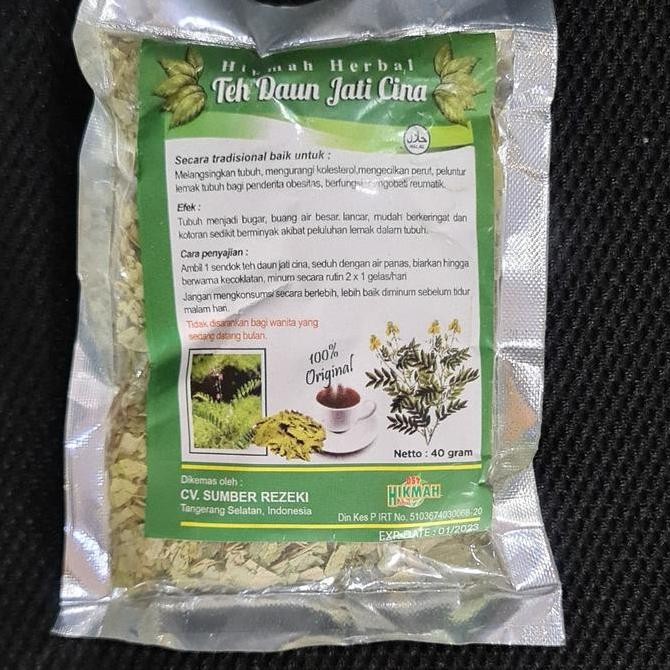 Hikmah Herbal
Teh Daun Jati Cina
حلال
HALAL
Secara tradisional baik untuk :
Melangsingkan tubuh, mengurangi kolesterol,mengecilkan perut, peluntur
lemak tubuh bagi penderita obesitas, reumatik.
Efek :
Tubuh menjadi bugar, buang air besar, lancar, mudah berkeringat dan
kotoran sedikit berminyak akibat peluluhan lemak dalam tubuh.
Cara penyajian :
Ambil 1 sendok teh daun jati cina, seduh dengan air panas, biarkan hingga
berwarna kecoklatan, minum secara rutin 2 x 1 gelas/hari
Jangan mengkonsumsi secara berlebih, lebih baik diminum sebelum tidur
malam hari.
Tidak disarankan bagi wanita yang
sedang datang bulan.
100%
Original
Netto : 40 gram
Dikemas oleh :
CV. SUMBER REZEKI
Tangerang Selatan, Indonesia
HIKMAH
Din Kes P IRT No. 5103674030068-20
EXP DATE : 01/2023